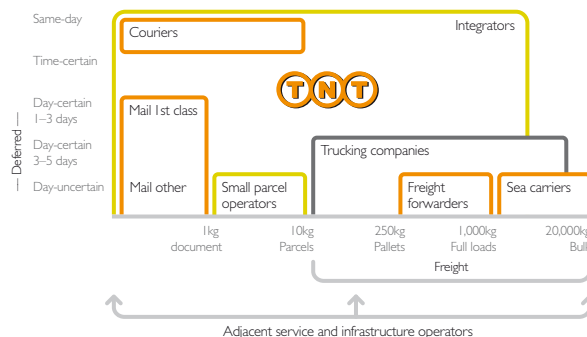 Same-day
Couriers
Integrators
Time-certain
TNT
Day-certain
1–3 days
Mail 1st class
Day-certain
3–5 days
Trucking companies
— Deferred —
Day-uncertain
Mail other
Small parcel
operators
Freight
forwarders
Sea carriers
1kg
document
10kg
Parcels
250kg
Pallets
1,000kg
Full loads
20,000kg
Bulk
Freight
Adjacent service and infrastructure operators